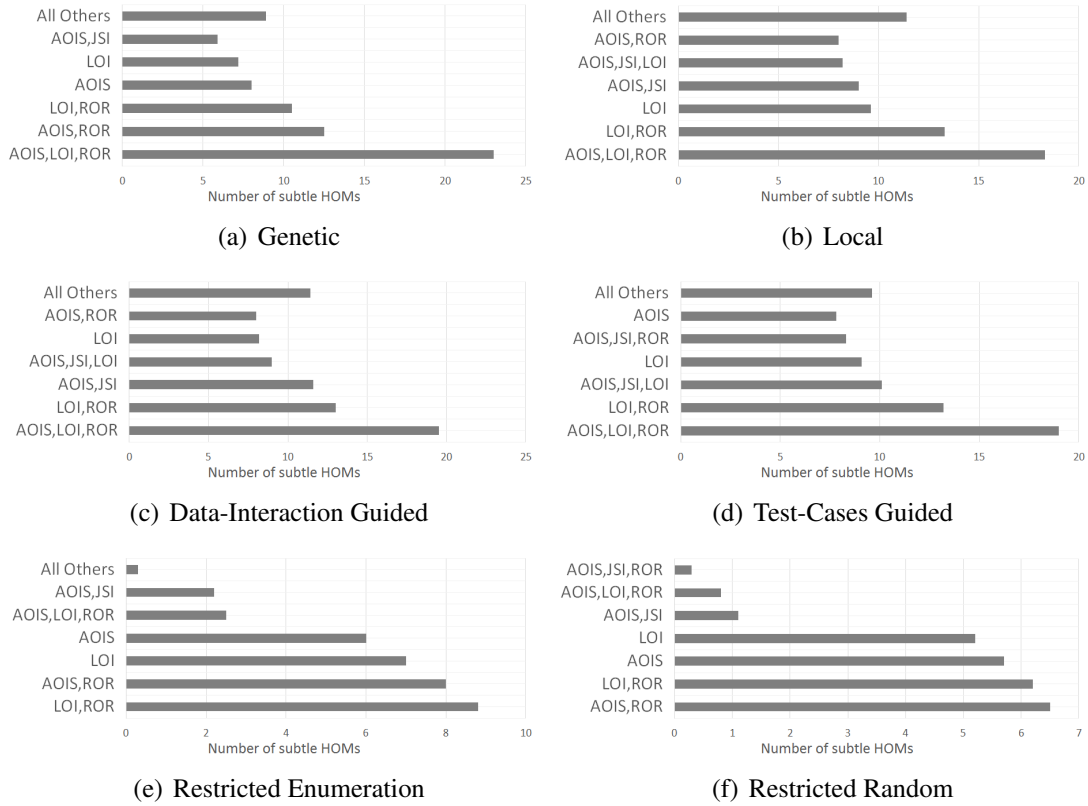 All Others
AOIS,JSI
LOI
AOIS
LOI,ROR
AOIS,ROR
AOIS,LOI,ROR
0 5 10 15 20 25
Number of subtle HOMs
(a) Genetic
All Others
AOIS,ROR
AOIS,JSI,LOI
AOIS,JSI
LOI
LOI,ROR
AOIS,LOI,ROR
0 5 10 15 20
Number of subtle HOMs
(b) Local
All Others
AOIS,ROR
LOI
AOIS,JSI,LOI
AOIS,JSI
LOI,ROR
AOIS,LOI,ROR
0 5 10 15 20 25
Number of subtle HOMs
(c) Data-Interaction Guided
All Others
AOIS
AOIS,JSI,ROR
LOI
AOIS,JSI,LOI
LOI,ROR
AOIS,LOI,ROR
0 5 10 15 20
Number of subtle HOMs
(d) Test-Cases Guided
All Others
AOIS,JSI
AOIS,LOI,ROR
AOIS
LOI
AOIS,ROR
LOI,ROR
0 2 4 6 8 10
Number of subtle HOMs
(e) Restricted Enumeration
AOIS,JSI,ROR
AOIS,LOI,ROR
AOIS,JSI
LOI
AOIS
LOI,ROR
AOIS,ROR
0 1 2 3 4 5 6 7
Number of subtle HOMs
(f) Restricted Random